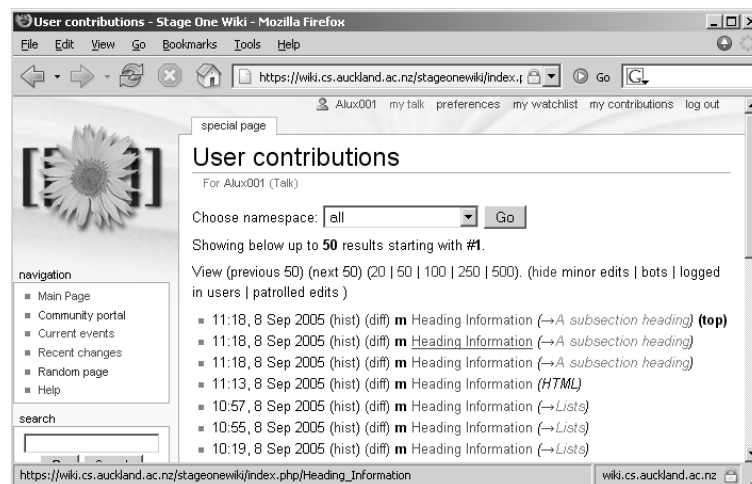 User contributions - Stage One Wiki - Mozilla Firefox
File Edit View Go Bookmarks Tools Help
https://wiki.cs.auckland.ac.nz/stageonewiki/index.p Go G
Alux001 my talk preferences my watchlist my contributions log out
special page
User contributions
For Alux001 (Talk)
Choose namespace: all Go
Showing below up to 50 results starting with #1.
View (previous 50) (next 50) (20 | 50 | 100 | 250 | 500). (hide minor edits | bots | logged
in users | patrolled edits )
11:18, 8 Sep 2005 (hist) (diff) m Heading Information (→A subsection heading) (top)
11:18, 8 Sep 2005 (hist) (diff) m Heading Information (→A subsection heading)
11:18, 8 Sep 2005 (hist) (diff) m Heading Information (→A subsection heading)
11:13, 8 Sep 2005 (hist) (diff) m Heading Information (HTML)
10:57, 8 Sep 2005 (hist) (diff) m Heading Information (→Lists)
10:55, 8 Sep 2005 (hist) (diff) m Heading Information (→Lists)
10:19, 8 Sep 2005 (hist) (diff) m Heading Information (→Lists)
navigation
Main Page
Community portal
Current events
Recent changes
Random page
Help
search
https://wiki.cs.auckland.ac.nz/stageonewiki/index.php/Heading_Information wiki.cs.auckland.ac.nz